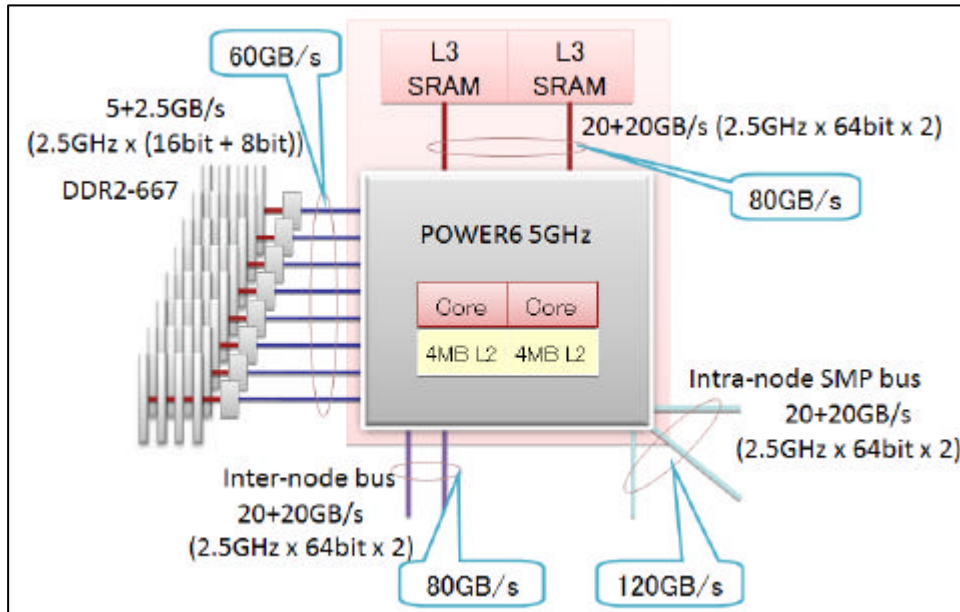 60GB/s
L3
SRAM
L3
SRAM
5+2.5GB/s
(2.5GHz x (16bit + 8bit))
DDR2-667
20+20GB/s (2.5GHz x 64bit x 2)
80GB/s
POWER6 5GHz
Core
Core
4MB L2
4MB L2
Intra-node SMP bus
20+20GB/s
(2.5GHz x 64bit x 2)
Inter-node bus
20+20GB/s
(2.5GHz x 64bit x 2)
80GB/s
120GB/s